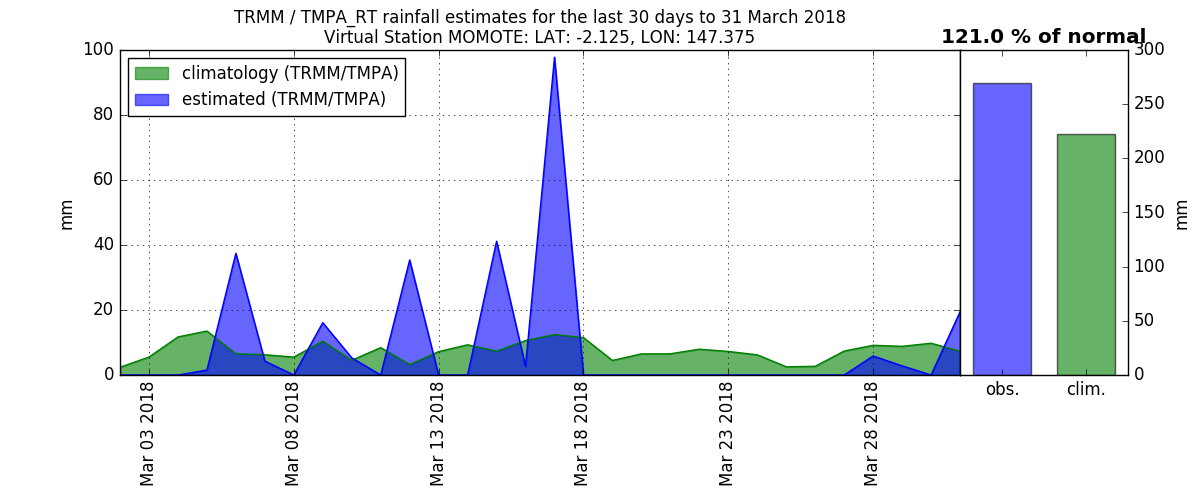 TRMM / TMPA_RT rainfall estimates for the last 30 days to 31 March 2018
Virtual Station MOMOTE: LAT: -2.125, LON: 147.375
121.0 % of normal
climatology (TRMM/TMPA)
estimated (TRMM/TMPA)
mm
100
80
60
40
20
0
Mar 03 2018
Mar 08 2018
Mar 13 2018
Mar 18 2018
Mar 23 2018
Mar 28 2018
obs.
clim.
300
250
200
150
100
50
0
mm